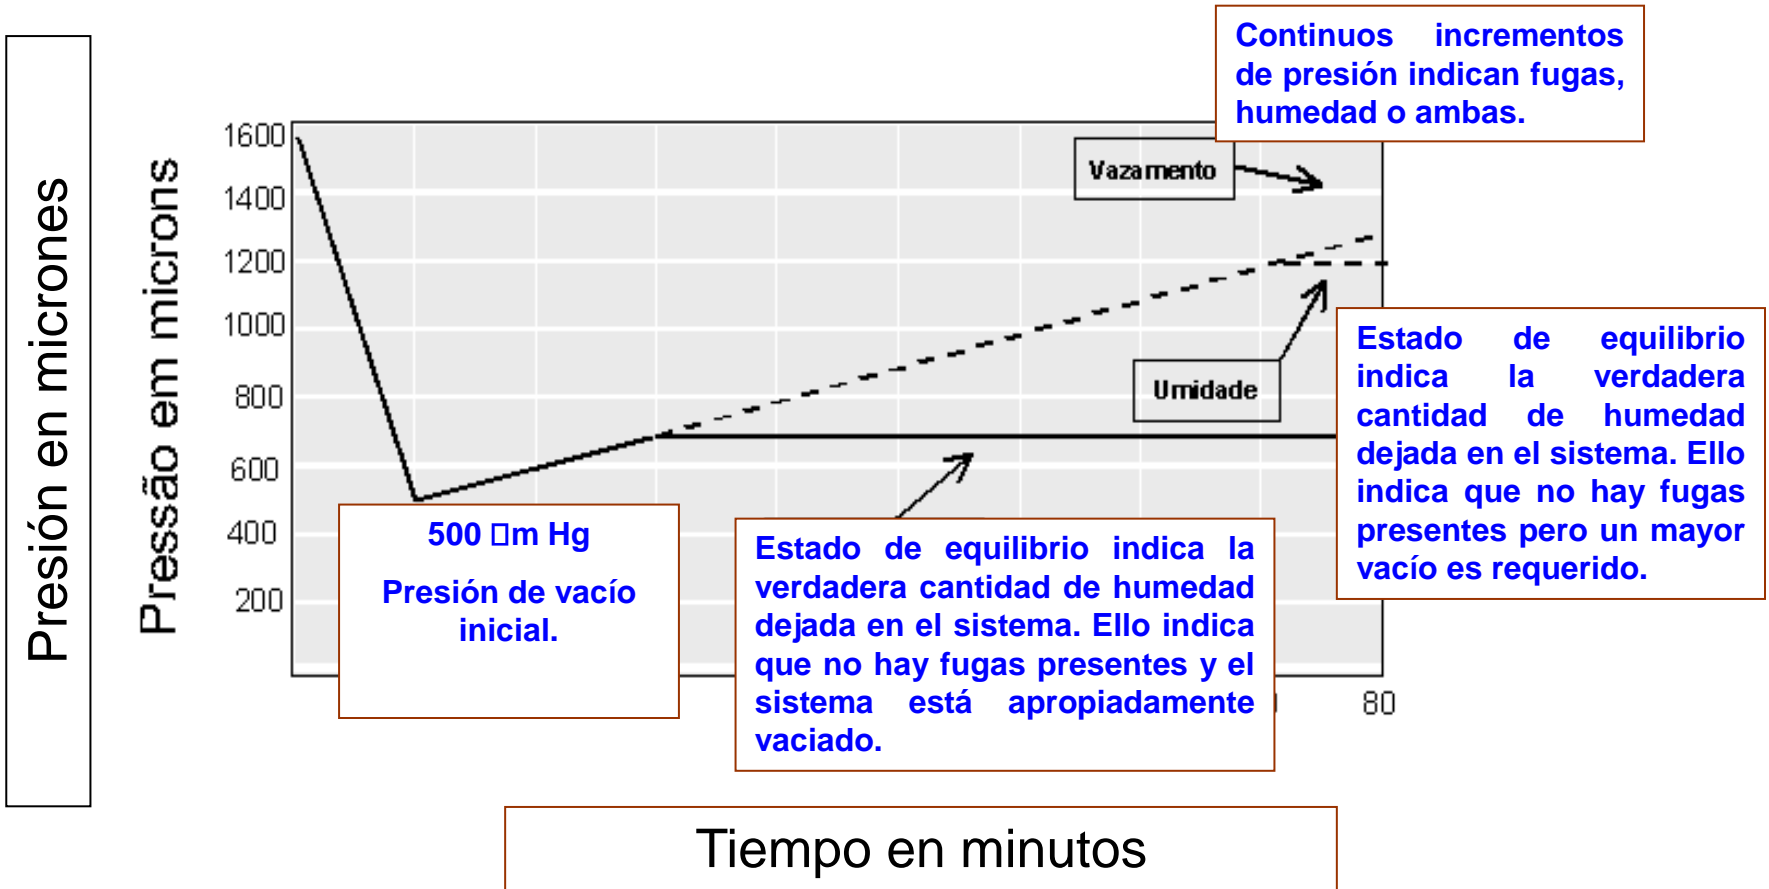 Continuos incrementos
de presión indican fugas,
humedad o ambas.
Presión en micrones
Pressão em microns
1600
1400
1200
1000
800
600
400
200
Vazamento
Umidade
Estado de equilibrio
indica la verdadera
cantidad de humedad
dejada en el sistema. Ello
indica que no hay fugas
presentes pero un mayor
vacío es requerido.
500 □m Hg
Presión de vacío
inicial.
Estado de equilibrio indica la
verdadera cantidad de humedad
dejada en el sistema. Ello indica
que no hay fugas presentes y el
sistema está apropiadamente
vaciado.
80
Tiempo en minutos